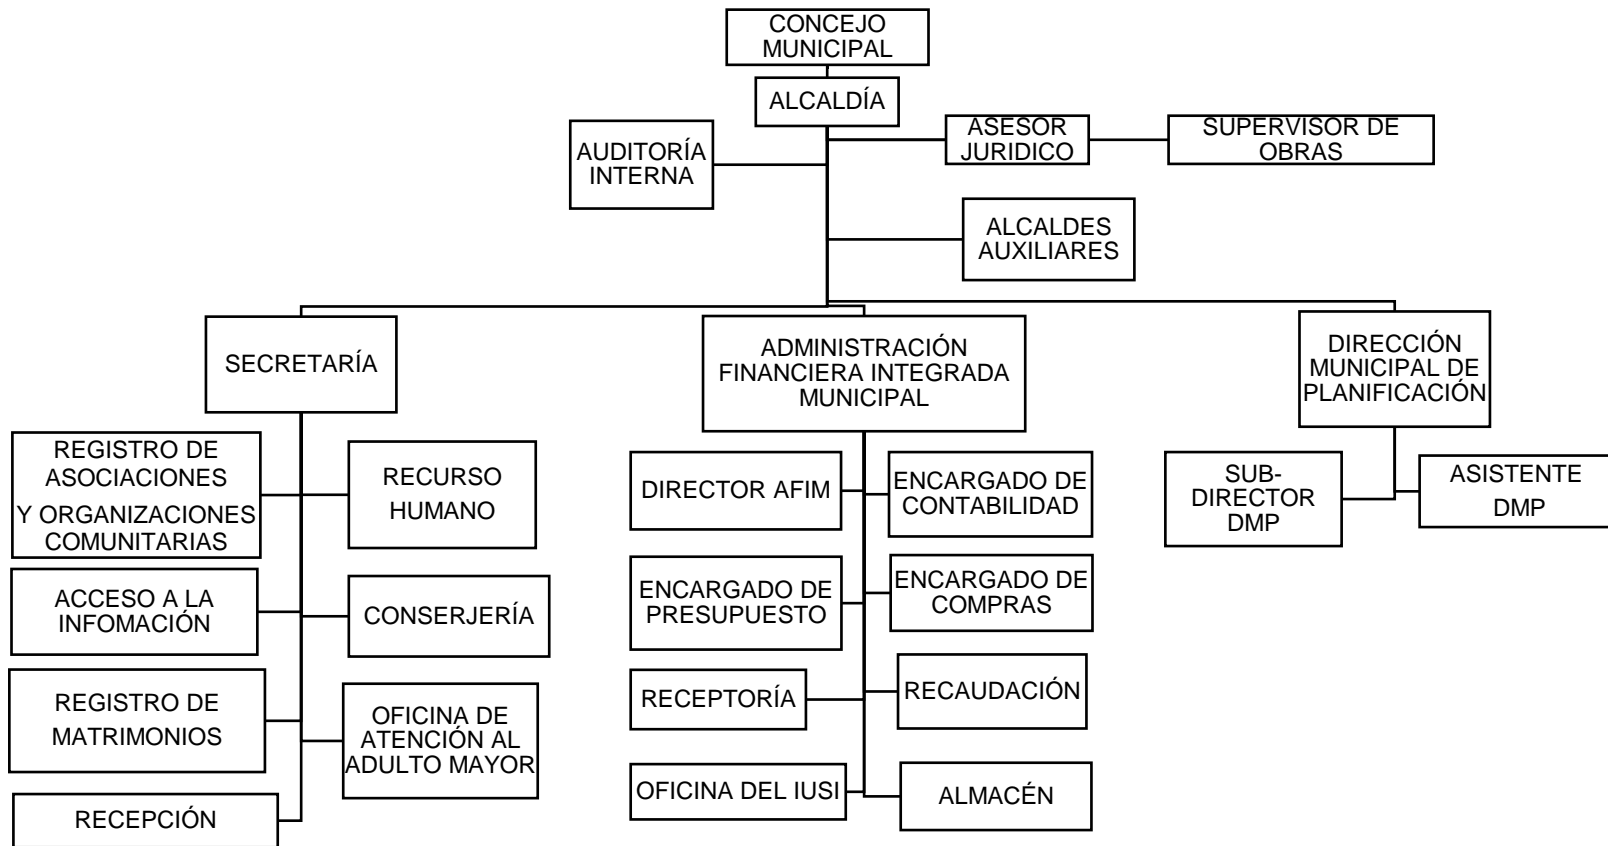 CONCEJO
MUNICIPAL
ALCALDÍA
AUDITORÍA
INTERNA
ASESOR
JURIDICO
SUPERVISOR DE
OBRAS
ALCALDES
AUXILIARES
SECRETARÍA
ADMINISTRACIÓN
FINANCIERA INTEGRADA
MUNICIPAL
DIRECCIÓN
MUNICIPAL DE
PLANIFICACIÓN
REGISTRO DE
ASOCIACIONES
Y ORGANIZACIONES
COMUNITARIAS
RECURSO
HUMANO
ACCESO A LA
INFOMACIÓN
CONSERJERÍA
REGISTRO DE
MATRIMONIOS
OFICINA DE
ATENCIÓN AL
ADULTO MAYOR
RECEPCIÓN
DIRECTOR AFIM
ENCARGADO DE
CONTABILIDAD
ENCARGADO DE
PRESUPUESTO
ENCARGADO DE
COMPRAS
RECEPTORÍA
RECAUDACIÓN
OFICINA DEL IUSI
ALMACÉN
SUB-
DIRECTOR
DMP
ASISTENTE
DMP